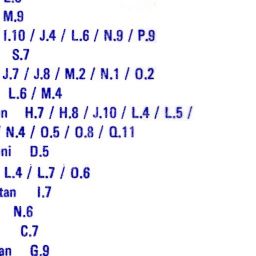 M.9
I.10 / J.4 / L.6 / N.9 / P.9
S.7
J.7 / J.8 / M.2 / N.1 / O.2
L.6 / M.4
n H.7 / H.8 / J.10 / L.4 / L.5 /
/ N.4 / O.5 / O.8 / Q.11
ni D.5
L.4 / L.7 / O.6
tan I.7
N.6
C.7
an G.9